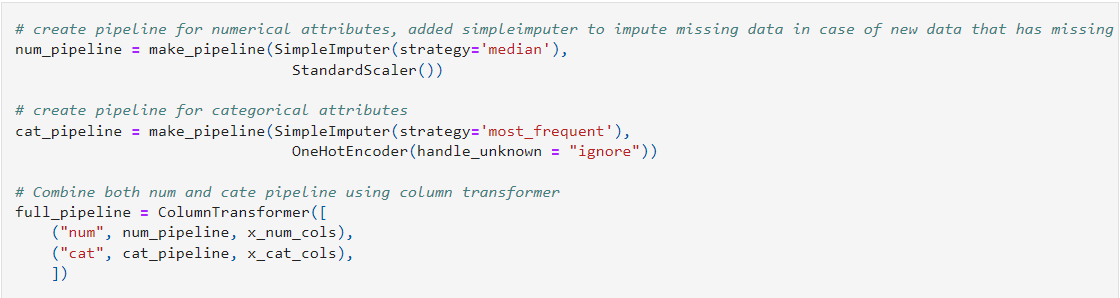 # create pipeline for numerical attributes, added simpleimputer to impute missing data in case of new data that has missing
num_pipeline = make_pipeline(SimpleImputer(strategy='median'),
                             StandardScaler())
# create pipeline for categorical attributes
cat_pipeline = make_pipeline(SimpleImputer(strategy='most_frequent'),
                             OneHotEncoder(handle_unknown = "ignore"))
# Combine both num and cate pipeline using column transformer
full_pipeline = ColumnTransformer([
    ("num", num_pipeline, x_num_cols),
    ("cat", cat_pipeline, x_cat_cols),
    ])